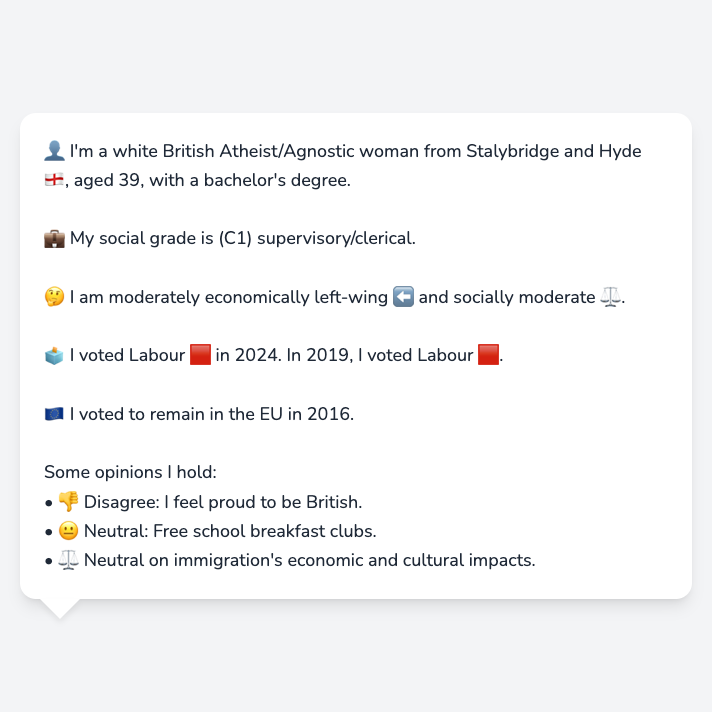 👤 I'm a white British Atheist/Agnostic woman from Stalybridge and Hyde
🏴󠁧󠁢󠁥󠁮󠁧󠁿, aged 39, with a bachelor's degree.
💼 My social grade is (C1) supervisory/clerical.
🤔 I am moderately economically left-wing ⬅️ and socially moderate ⚖️.
🗳️ I voted Labour 🟥 in 2024. In 2019, I voted Labour 🟥.
🇪🇺 I voted to remain in the EU in 2016.
Some opinions I hold:
• 👎 Disagree: I feel proud to be British.
• 😐 Neutral: Free school breakfast clubs.
• ⚖️ Neutral on immigration's economic and cultural impacts.